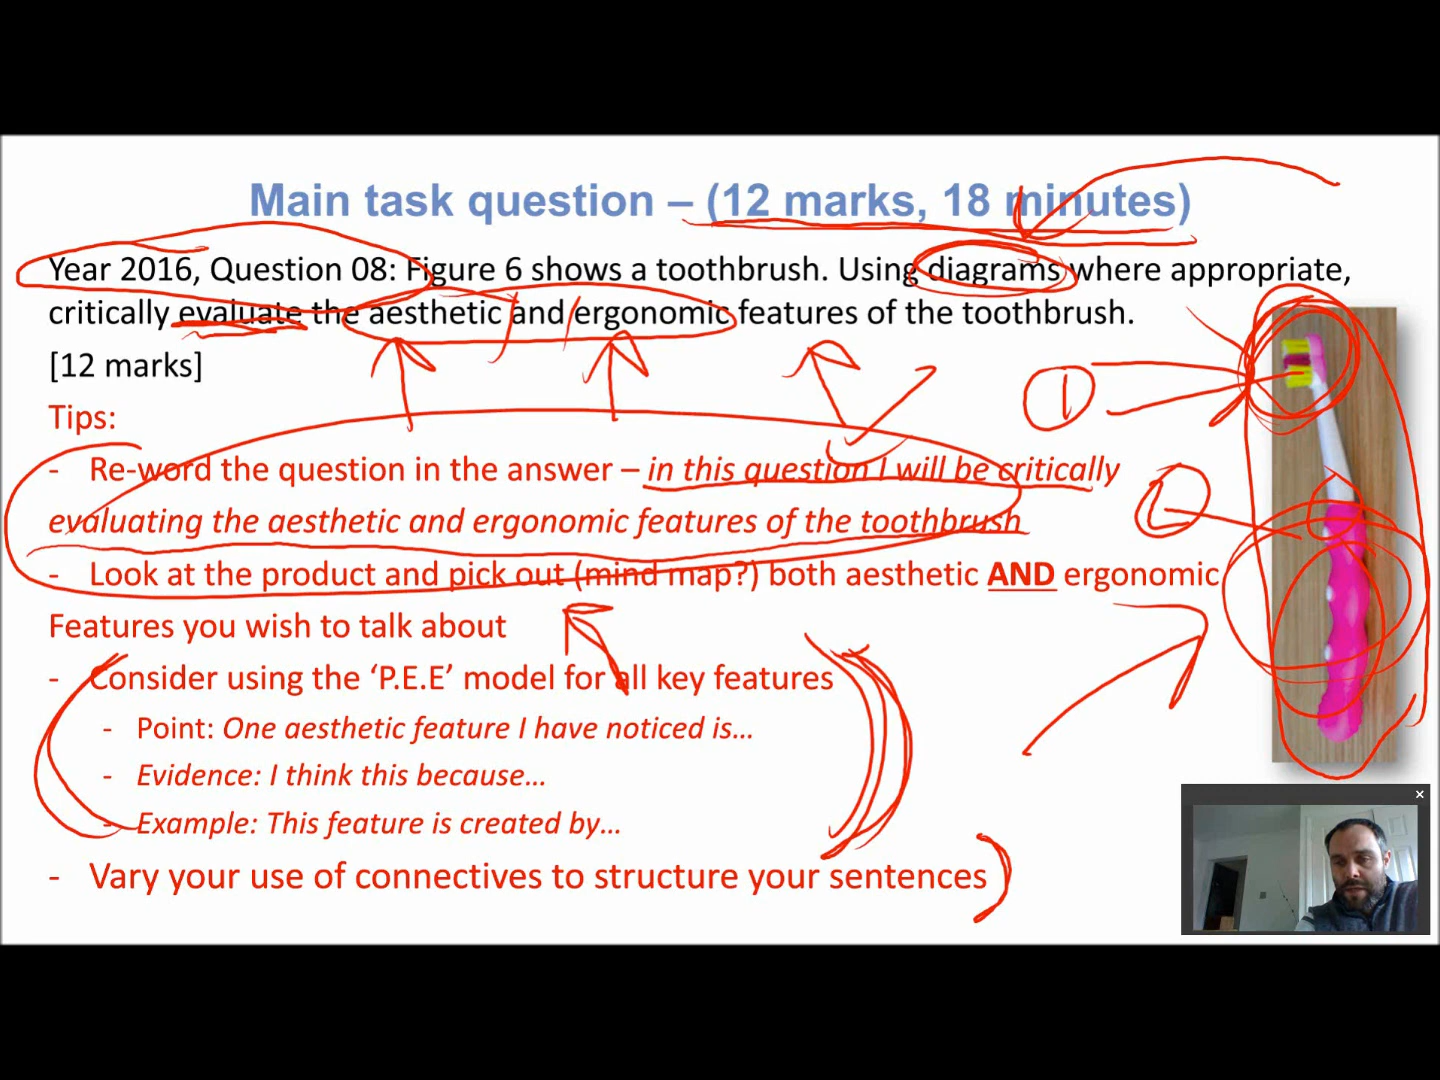 Main task question – (12 marks, 18 minutes)
Year 2016, Question 08: Figure 6 shows a toothbrush. Using diagrams where appropriate,
critically evaluate the aesthetic and ergonomic features of the toothbrush.
[12 marks]
Tips:
- Re-word the question in the answer – in this question I will be critically
evaluating the aesthetic and ergonomic features of the toothbrush
- Look at the product and pick out (mind map?) both aesthetic AND ergonomic
Features you wish to talk about
- Consider using the ‘P.E.E’ model for all key features
- Point: One aesthetic feature I have noticed is...
- Evidence: I think this because...
- Example: This feature is created by...
- Vary your use of connectives to structure your sentences
1
2